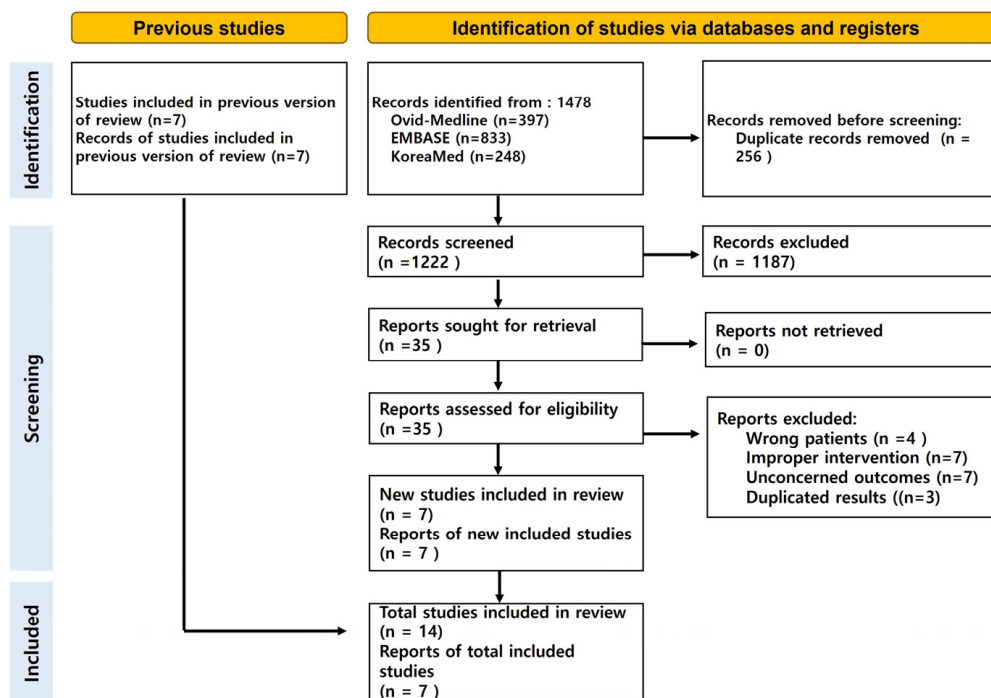 Previous studies
Identification of studies via databases and registers
Identification
Studies included in previous version
of review (n=7)
Records of studies included in
previous version of review (n=7)
Records identified from : 1478
Ovid-Medline (n=397)
EMBASE (n=833)
KoreaMed (n=248)
Records removed before screening:
Duplicate records removed (n =
256 )
Screening
Records screened
(n =1222 )
Records excluded
(n = 1187)
Reports sought for retrieval
(n =35 )
Reports not retrieved
(n = 0)
Reports assessed for eligibility
(n =35 )
Reports excluded:
Wrong patients (n =4 )
Improper intervention (n=7)
Unconcerned outcomes (n=7)
Duplicated results ((n=3)
New studies included in review
(n = 7)
Reports of new included studies
(n = 7 )
Included
Total studies included in review
(n = 14)
Reports of total included
studies
(n = 7 )